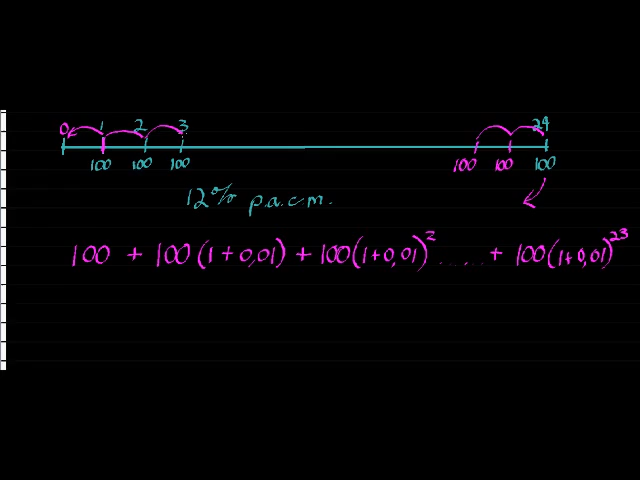 0 1 2 3 24
100 100 100 100 100 100
12% p.a.c.m.
100 + 100(1+0,01) + 100(1+0,01)² ..... + 100(1+0,01)²³